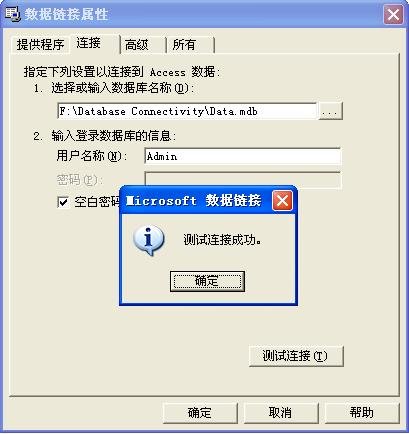 数据链接属性
提供程序 连接 高级 所有
指定下列设置以连接到 Access 数据:
1. 选择或输入数据库名称(D):
F:\Database Connectivity\Data.mdb ...
2. 输入登录数据库的信息:
用户名称(N): Admin
密码(P):
空白密码
Microsoft 数据链接
测试连接成功。
确定
测试连接(T)
确定 取消 帮助